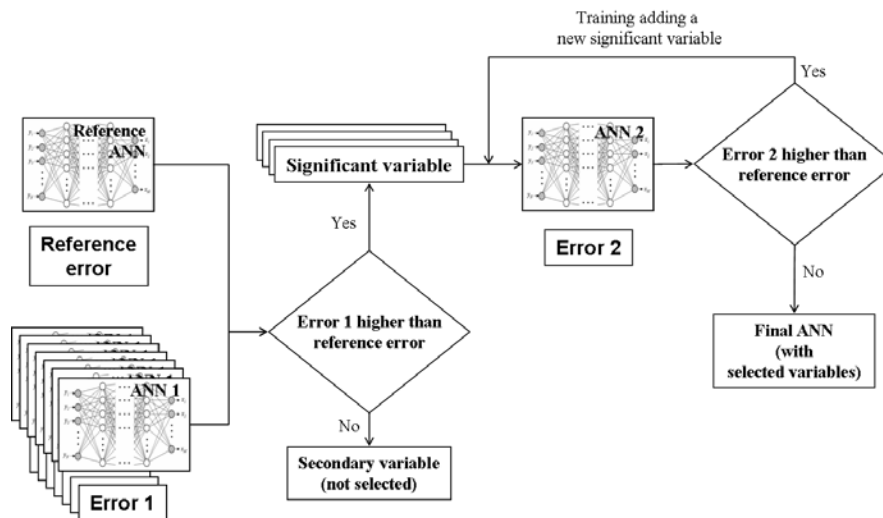 Training adding a
new significant variable
Yes
Reference
ANN
Significant variable
ANN 2
Error 2 higher than
reference error
Reference
error
Yes
Error 2
No
Error 1 higher than
reference error
Final ANN
(with
selected variables)
ANN 1
No
Secondary variable
(not selected)
Error 1